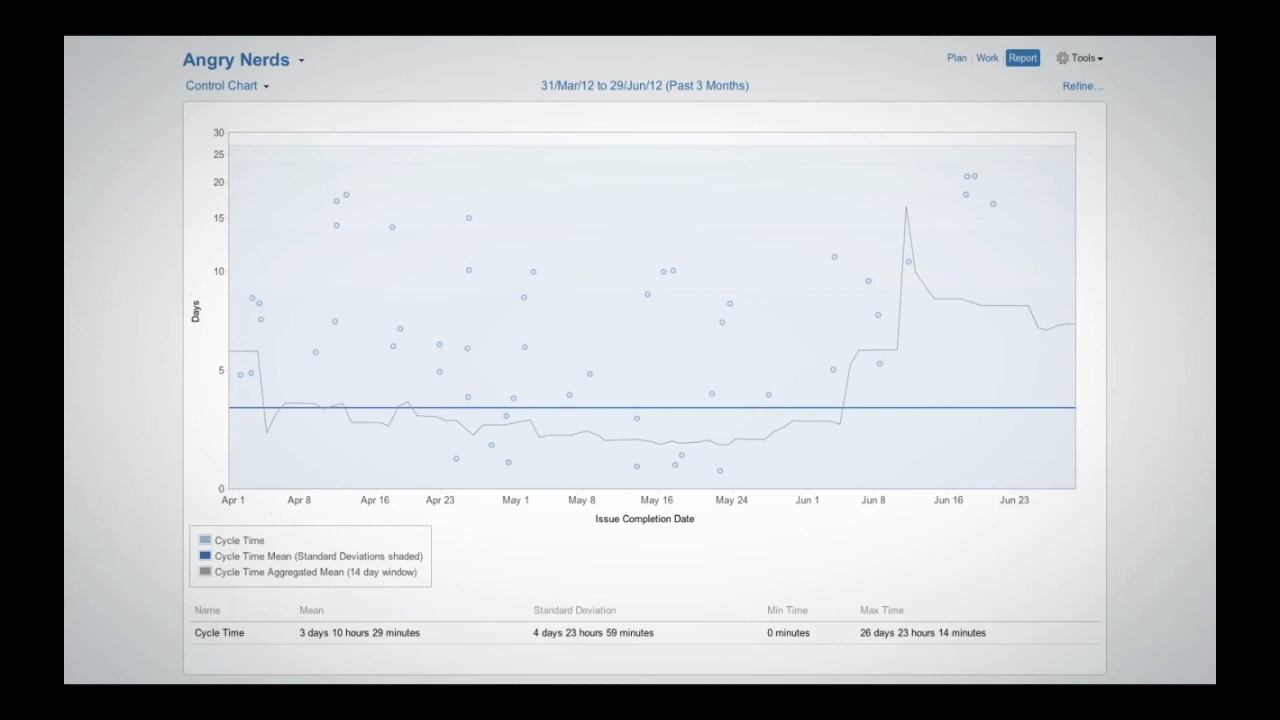 Angry Nerds
Plan Work Report Tools
Control Chart
31/Mar/12 to 29/Jun/12 (Past 3 Months)
Refine...
30
25
20
15
10
5
0
Days
Apr 1 Apr 8 Apr 16 Apr 23 May 1 May 8 May 16 May 24 Jun 1 Jun 8 Jun 16 Jun 23
Issue Completion Date
Cycle Time
Cycle Time Mean (Standard Deviations shaded)
Cycle Time Aggregated Mean (14 day window)
Name Mean Standard Deviation Min Time Max Time
Cycle Time 3 days 10 hours 29 minutes 4 days 23 hours 59 minutes 0 minutes 26 days 23 hours 14 minutes